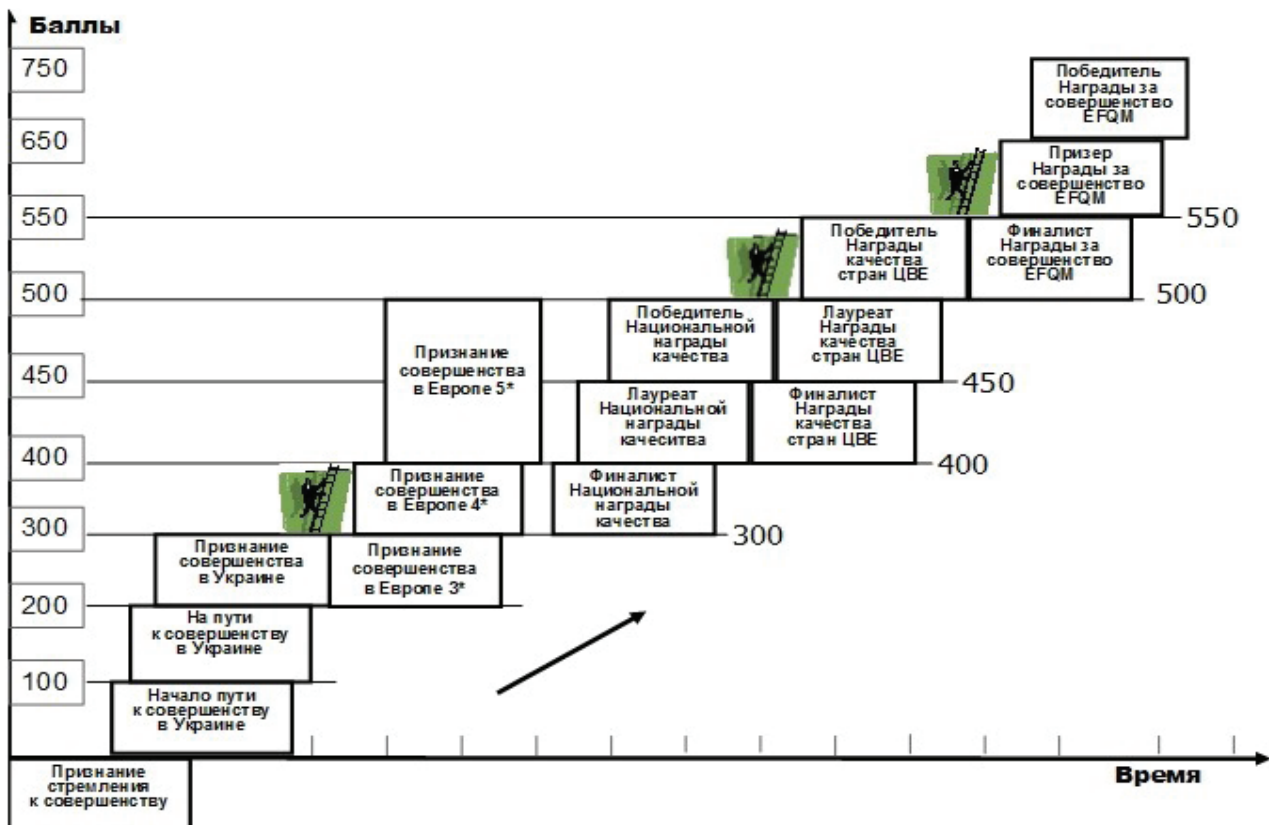 Баллы
750
Победитель
Награды за
совершенство
EFQM
650
Призер
Награды за
совершенство
EFQM
550
550
Победитель
Награды
качества
стран ЦВЕ
Финалист
Награды за
совершенство
EFQM
500
500
Признание
совершенства
в Европе 5*
Победитель
Национальной
награды
качества
Лауреат
Награды
качества
стран ЦВЕ
450
450
Лауреат
Национальной
награды
качеситва
Финалист
Награды
качества
стран ЦВЕ
400
400
Признание
совершенства
в Европе 4*
Финалист
Национальной
награды
качества
300
300
Признание
совершенства
в Украине
Признание
совершенства
в Европе 3*
200
На пути
к совершенству
в Украине
100
Начало пути
к совершенству
в Украине
Признание
стремления
к совершенству
Время